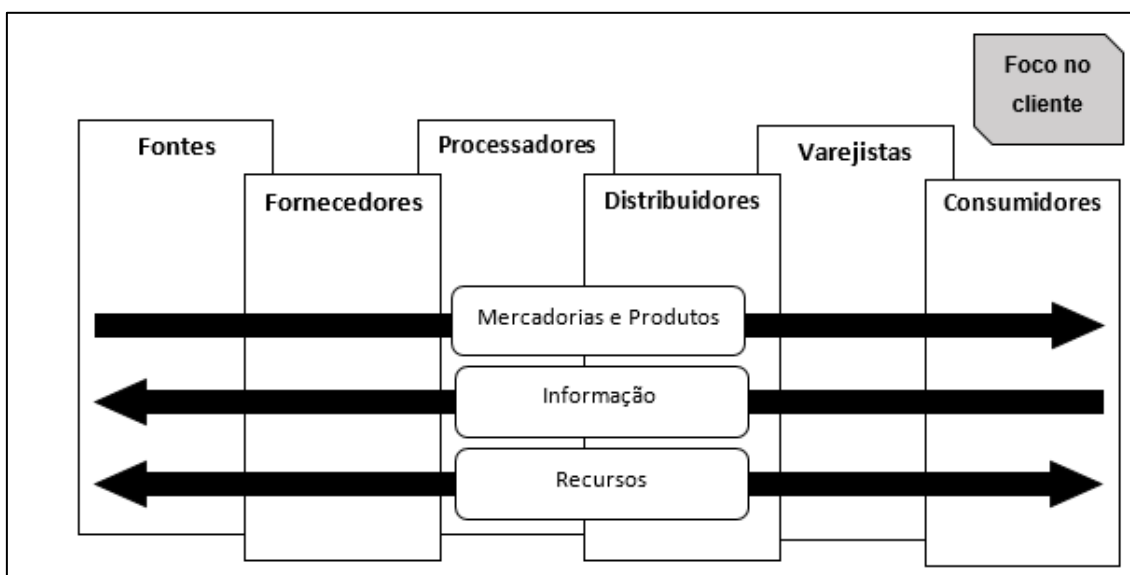 Foco no
cliente
Fontes
Processadores
Varejistas
Fornecedores
Distribuidores
Consumidores
Mercadorias e Produtos
Informação
Recursos